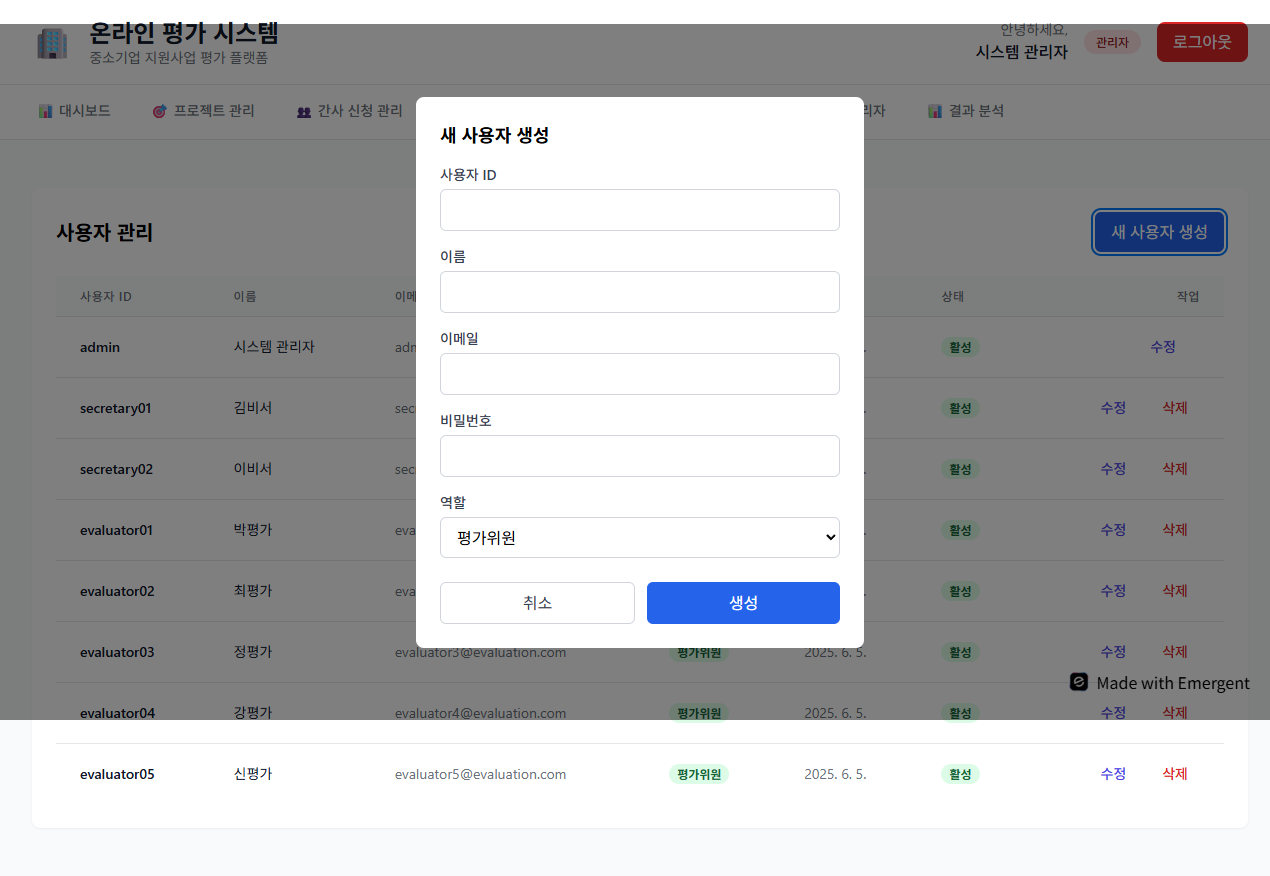 온라인 평가 시스템
중소기업 지원사업 평가 플랫폼
안녕하세요,
시스템 관리자
관리자
로그아웃
대시보드 프로젝트 관리 간사 신청 관리 결과 분석
사용자 관리
새 사용자 생성
사용자 ID 이름 상태 작업
admin 시스템 관리자 활성 수정
secretary01 김비서 활성 수정 삭제
secretary02 이비서 활성 수정 삭제
evaluator01 박평가 활성 수정 삭제
evaluator02 최평가 활성 수정 삭제
evaluator03 정평가 evaluator3@evaluation.com 평가위원 2025. 6. 5. 활성 수정 삭제
evaluator04 강평가 evaluator4@evaluation.com 평가위원 2025. 6. 5. 활성 수정 삭제
evaluator05 신평가 evaluator5@evaluation.com 평가위원 2025. 6. 5. 활성 수정 삭제
새 사용자 생성
사용자 ID
이름
이메일
비밀번호
역할
평가위원
취소 생성
Made with Emergent